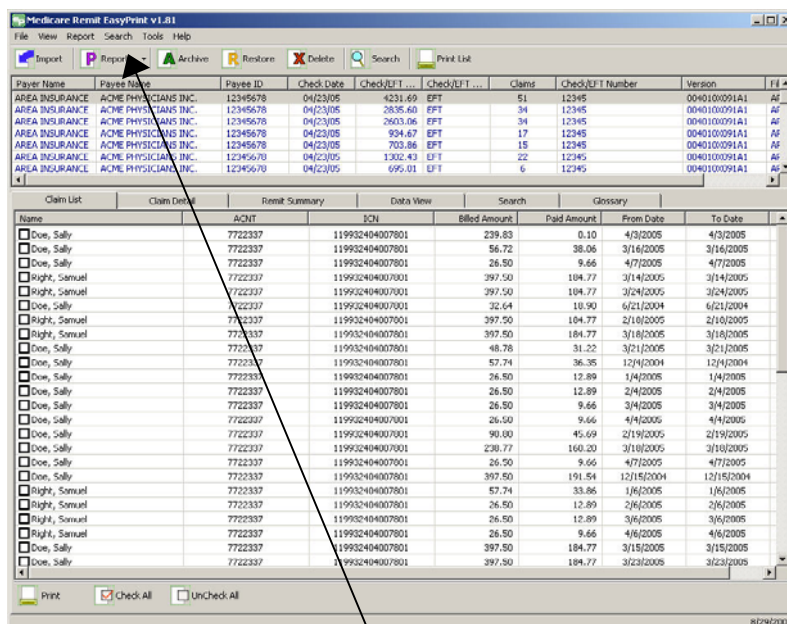 Medicare Remit EasyPrint v1.81
File View Report Search Tools Help
Import Report Archive Restore Delete Search Print List
Payer Name Payee Name Payee ID Check Date Check/EFT ... Check/EFT ... Claims Check/EFT Number Version Fil
AREA INSURANCE ACME PHYSICIANS INC. 12345678 04/23/05 4231.69 EFT 51 12345 004010X091A1 AF
AREA INSURANCE ACME PHYSICIANS INC. 12345678 04/23/05 2835.60 EFT 34 12345 004010X091A1 AF
AREA INSURANCE ACME PHYSICIANS INC. 12345678 04/23/05 2603.06 EFT 34 12345 004010X091A1 AF
AREA INSURANCE ACME PHYSICIANS INC. 12345678 04/23/05 934.67 EFT 17 12345 004010X091A1 AF
AREA INSURANCE ACME PHYSICIANS INC. 12345678 04/23/05 703.86 EFT 15 12345 004010X091A1 AF
AREA INSURANCE ACME PHYSICIANS INC. 12345678 04/23/05 1302.43 EFT 22 12345 004010X091A1 AF
AREA INSURANCE ACME PHYSICIANS INC. 12345678 04/23/05 695.01 EFT 6 12345 004010X091A1 AF
Claim List Claim Detail Remit Summary Data View Search Glossary
Name ACNT ICN Billed Amount Paid Amount From Date To Date
Doe, Sally 7722337 119932404007801 239.83 0.10 4/3/2005 4/3/2005
Doe, Sally 7722337 119932404007801 56.72 38.06 3/16/2005 3/16/2005
Doe, Sally 7722337 119932404007801 26.50 9.66 4/7/2005 4/7/2005
Right, Samuel 7722337 119932404007801 397.50 184.77 3/14/2005 3/14/2005
Right, Samuel 7722337 119932404007801 397.50 184.77 3/24/2005 3/24/2005
Doe, Sally 7722337 119932404007801 32.64 18.90 6/21/2004 6/21/2004
Right, Samuel 7722337 119932404007801 397.50 184.77 2/18/2005 2/18/2005
Right, Samuel 7722337 119932404007801 397.50 184.77 3/18/2005 3/18/2005
Doe, Sally 7722337 119932404007801 48.78 31.22 3/21/2005 3/21/2005
Doe, Sally 7722337 119932404007801 57.74 36.35 12/4/2004 12/4/2004
Doe, Sally 7722337 119932404007801 26.50 12.89 1/4/2005 1/4/2005
Doe, Sally 7722337 119932404007801 26.50 12.89 2/4/2005 2/4/2005
Doe, Sally 7722337 119932404007801 26.50 9.66 3/4/2005 3/4/2005
Doe, Sally 7722337 119932404007801 26.50 9.66 4/4/2005 4/4/2005
Doe, Sally 7722337 119932404007801 90.80 45.69 2/19/2005 2/19/2005
Doe, Sally 7722337 119932404007801 238.77 160.20 3/18/2005 3/18/2005
Doe, Sally 7722337 119932404007801 26.50 9.66 4/7/2005 4/7/2005
Doe, Sally 7722337 119932404007801 397.50 191.54 12/15/2004 12/15/2004
Right, Samuel 7722337 119932404007801 57.74 33.86 1/6/2005 1/6/2005
Right, Samuel 7722337 119932404007801 26.50 12.89 2/6/2005 2/6/2005
Right, Samuel 7722337 119932404007801 26.50 12.89 3/6/2005 3/6/2005
Right, Samuel 7722337 119932404007801 26.50 9.66 4/6/2005 4/6/2005
Doe, Sally 7722337 119932404007801 397.50 184.77 3/15/2005 3/15/2005
Doe, Sally 7722337 119932404007801 397.50 184.77 3/23/2005 3/23/2005
Print Check All UnCheck All